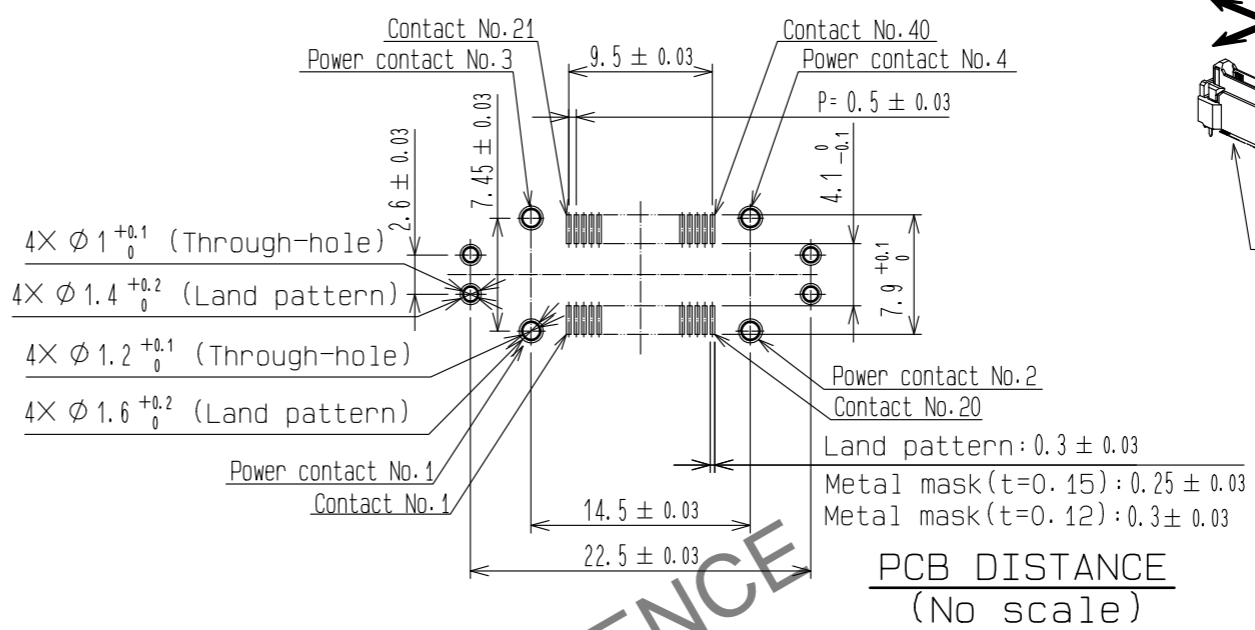 Contact No.21
Contact No.40
Power contact No.3
9.5 ± 0.03
Power contact No.4
P= 0.5 ± 0.03
2.6 ± 0.03
7.45 ± 0.03
4.1 0 -0.1
7.9 +0.1 0
4X Ø 1 +0.1 0 (Through-hole)
4X Ø 1.4 +0.2 0 (Land pattern)
4X Ø 1.2 +0.1 0 (Through-hole)
4X Ø 1.6 +0.2 0 (Land pattern)
Power contact No.2
Contact No.20
Power contact No.1
Contact No.1
Land pattern:0.3 ± 0.03
Metal mask(t=0.15):0.25 ± 0.03
Metal mask(t=0.12):0.3± 0.03
14.5 ± 0.03
22.5 ± 0.03
PCB DISTANCE
(No scale)
ENCE